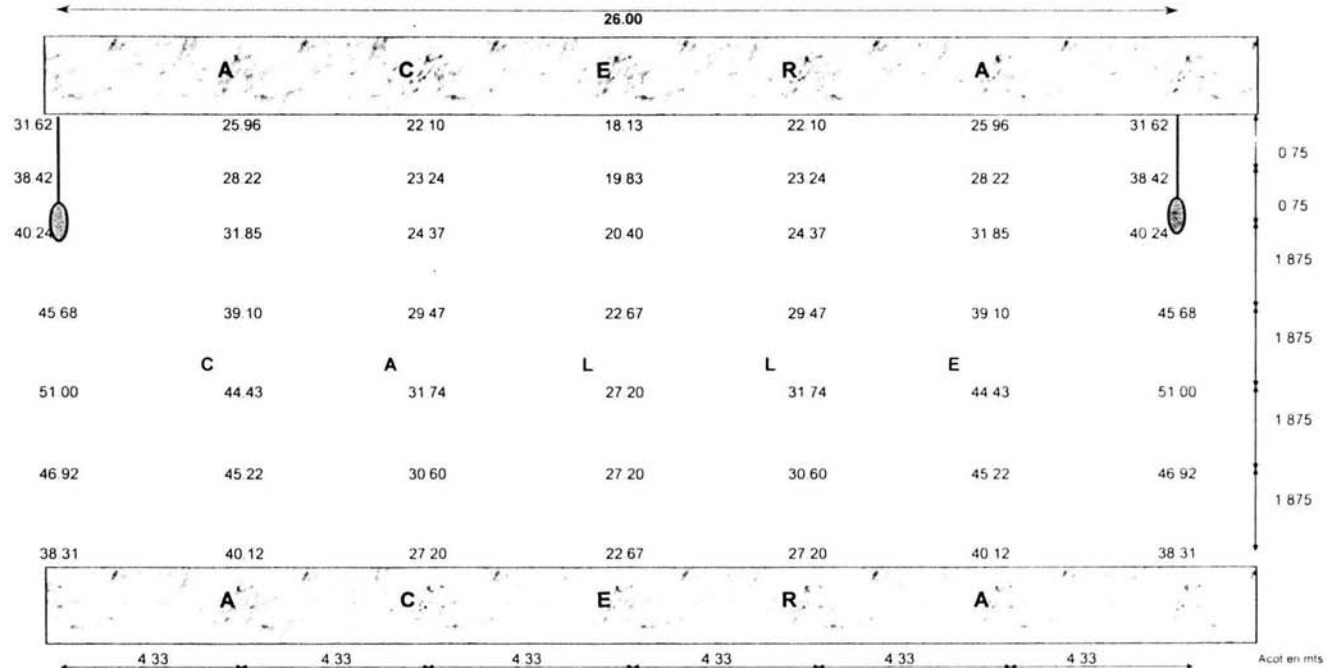 26.00
A C E R A
31 62 25 96 22 10 18 13 22 10 25 96 31 62
0 75
38 42 28 22 23 24 19 83 23 24 28 22 38 42
0 75
40 24 31 85 24 37 20 40 24 37 31 85 40 24
1 875
45 68 39 10 29 47 22 67 29 47 39 10 45 68
1 875
C A L L E
51 00 44 43 31 74 27 20 31 74 44 43 51 00
1 875
46 92 45 22 30 60 27 20 30 60 45 22 46 92
1 875
38 31 40 12 27 20 22 67 27 20 40 12 38 31
A C E R A
4 33 4 33 4 33 4 33 4 33 4 33 Acot en mts